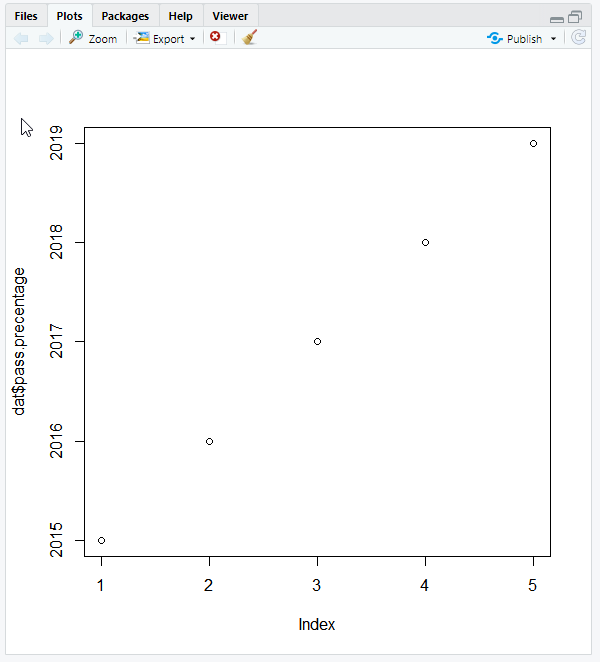 Files Plots Packages Help Viewer
Zoom Export Publish
2019
2018
2017
2016
2015
dat$pass.precentage
1 2 3 4 5
Index